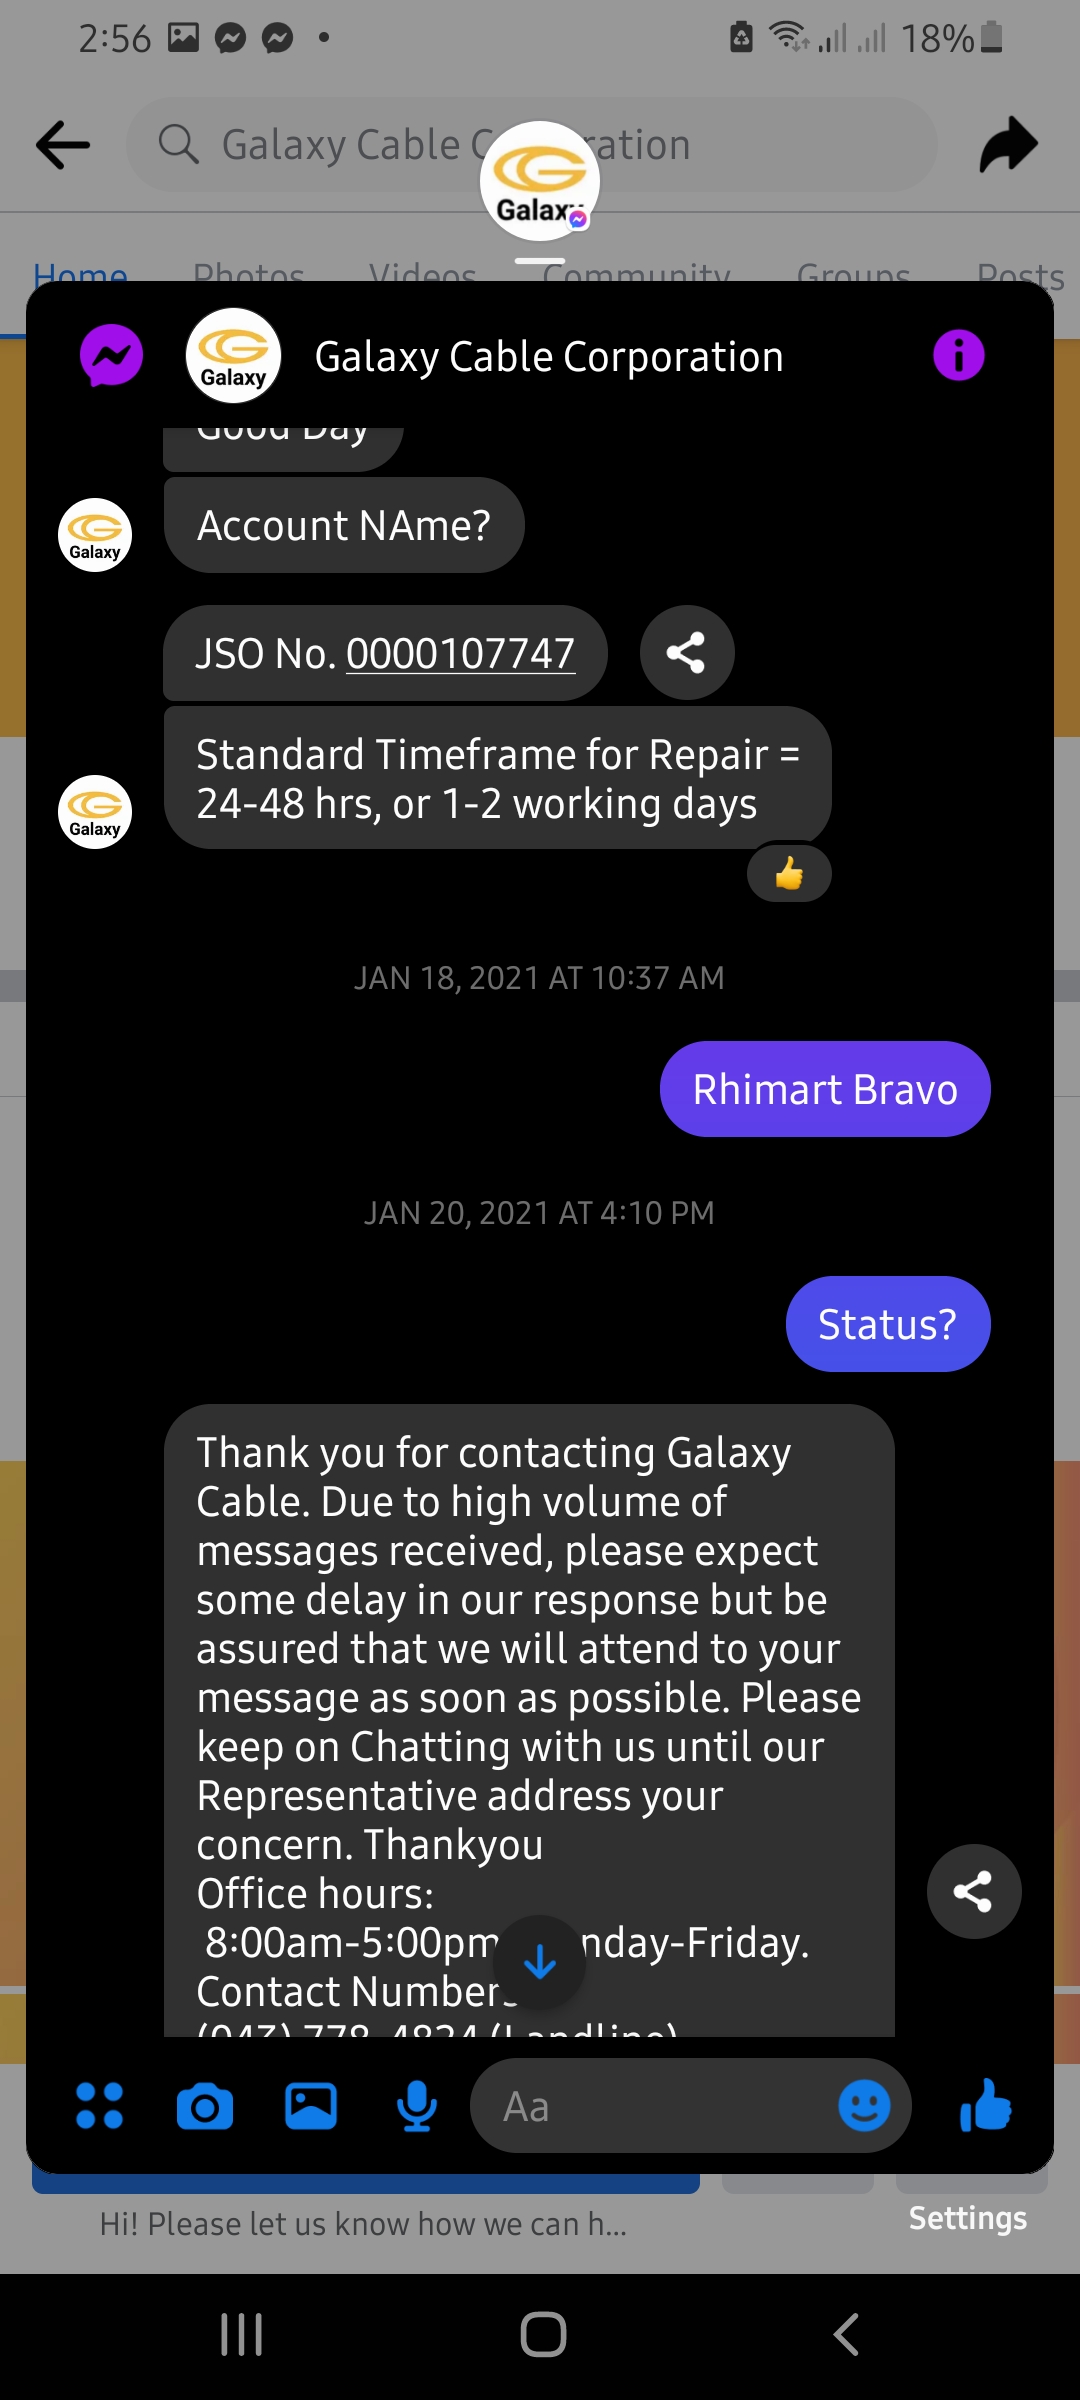 2:56
18%
Galaxy Cable C ration
Galaxy
Home Photos Videos Community Groups Posts
Galaxy
Galaxy Cable Corporation
Good Day
Account NAme?
Galaxy
JSO No. 0000107747
Standard Timeframe for Repair =
24-48 hrs, or 1-2 working days
Galaxy
JAN 18, 2021 AT 10:37 AM
Rhimart Bravo
JAN 20, 2021 AT 4:10 PM
Status?
Thank you for contacting Galaxy
Cable. Due to high volume of
messages received, please expect
some delay in our response but be
assured that we will attend to your
message as soon as possible. Please
keep on Chatting with us until our
Representative address your
concern. Thankyou
Office hours:
8:00am-5:00pm nday-Friday.
Contact Numbers
(043) 778-4824 (Landline)
Aa
Hi! Please let us know how we can h...
Settings